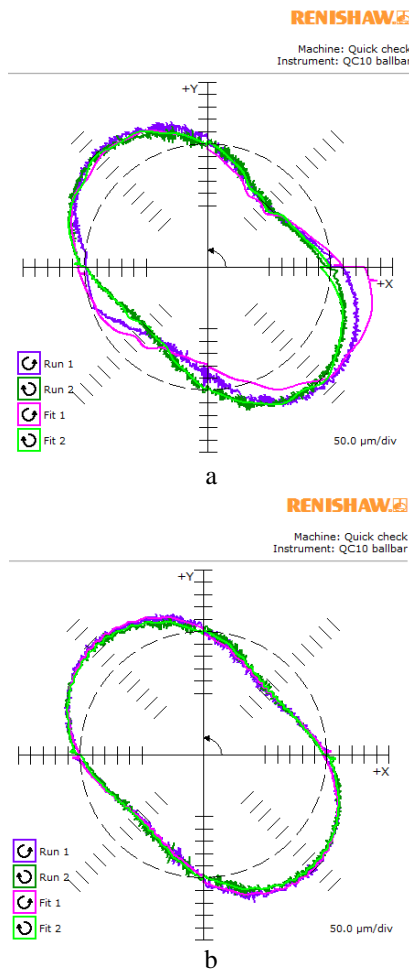 RENISHAW
Machine: Quick check
Instrument: QC10 ballbar
+Y
+X
Run 1
Run 2
Fit 1
Fit 2
50.0 µm/div
a
RENISHAW
Machine: Quick check
Instrument: QC10 ballbar
+Y
+X
Run 1
Run 2
Fit 1
Fit 2
50.0 µm/div
b